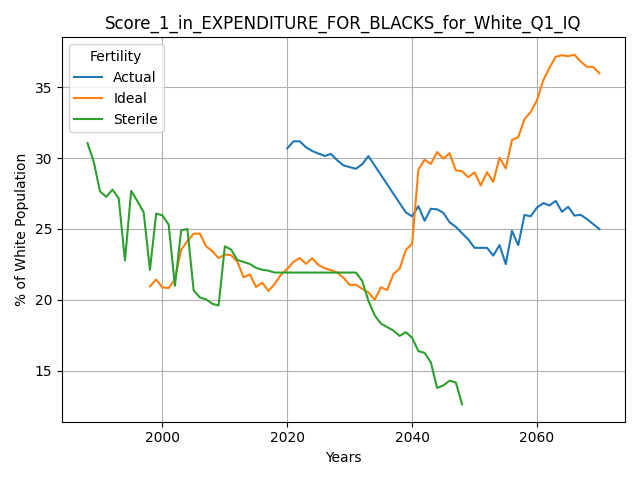 Score_1_in_EXPENDITURE_FOR_BLACKS_for_White_Q1_IQ
Fertility
Actual
Ideal
Sterile
% of White Population
35
30
25
20
15
2000
2020
2040
2060
Years